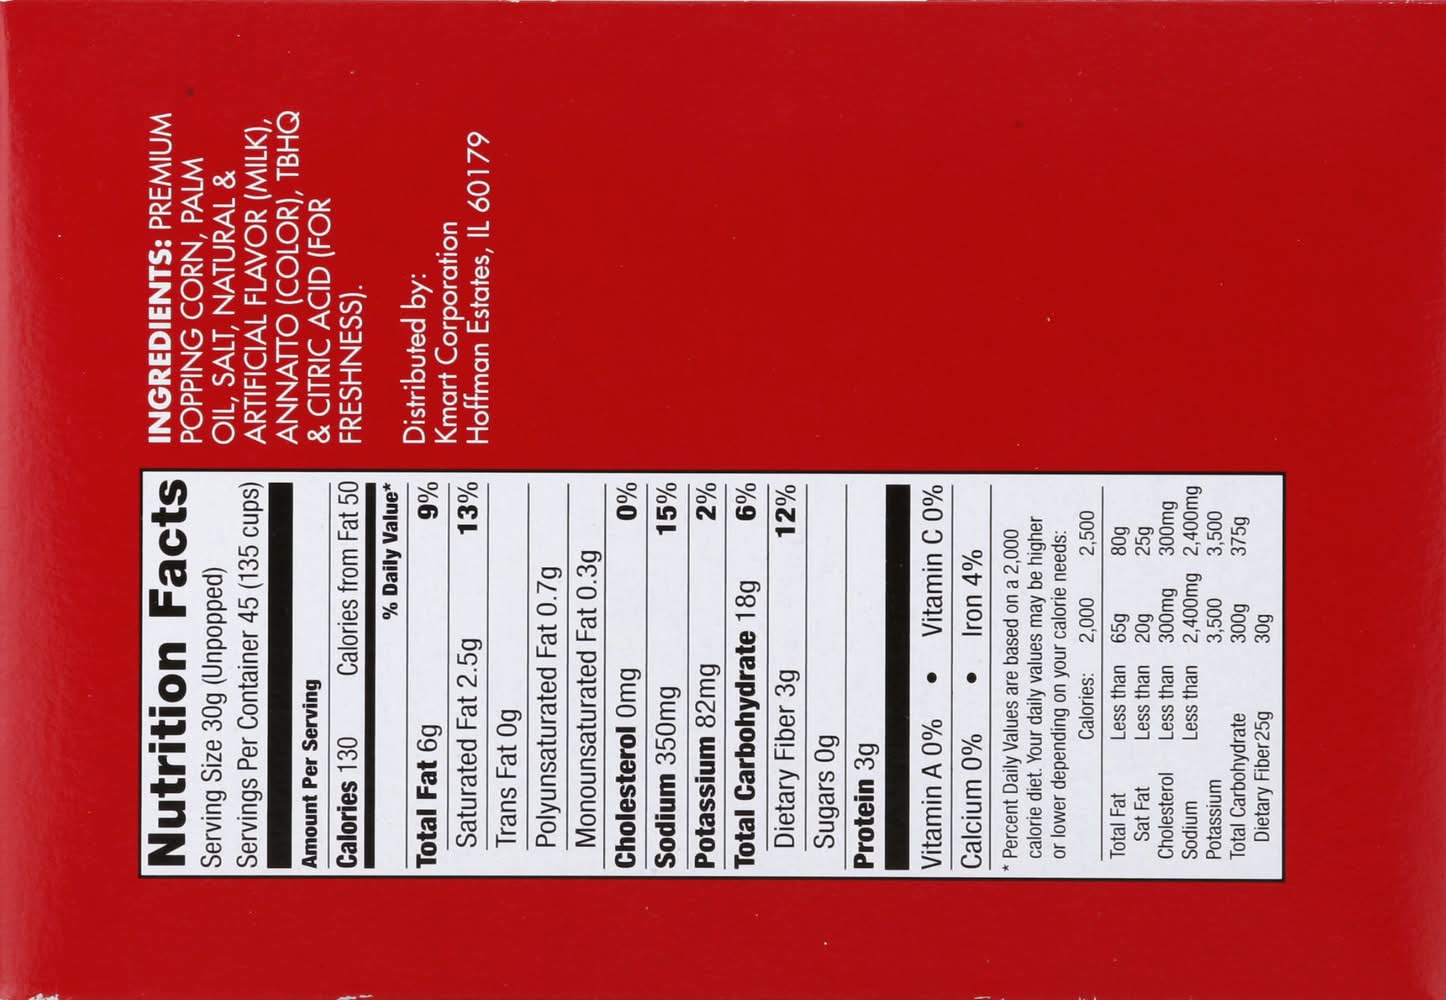 Nutrition Facts
Serving Size 30g (Unpopped)
Servings Per Container 45 (135 cups)
Amount Per Serving
Calories 130 Calories from Fat 50
% Daily Value*
Total Fat 6g 9%
Saturated Fat 2.5g 13%
Trans Fat 0g
Polyunsaturated Fat 0.7g
Monounsaturated Fat 0.3g
Cholesterol 0mg 0%
Sodium 350mg 15%
Potassium 82mg 2%
Total Carbohydrate 18g 6%
Dietary Fiber 3g 12%
Sugars 0g
Protein 3g
Vitamin A 0% • Vitamin C 0%
Calcium 0% • Iron 4%
* Percent Daily Values are based on a 2,000
calorie diet. Your daily values may be higher
or lower depending on your calorie needs:
Calories: 2,000 2,500
Total Fat Less than 65g 80g
Sat Fat Less than 20g 25g
Cholesterol Less than 300mg 300mg
Sodium Less than 2,400mg 2,400mg
Potassium 3,500 3,500
Total Carbohydrate 300g 375g
Dietary Fiber25g 30g
INGREDIENTS: PREMIUM
POPPING CORN, PALM
OIL, SALT, NATURAL &
ARTIFICIAL FLAVOR (MILK),
ANNATTO (COLOR), TBHQ
& CITRIC ACID (FOR
FRESHNESS).
Distributed by:
Kmart Corporation
Hoffman Estates, IL 60179